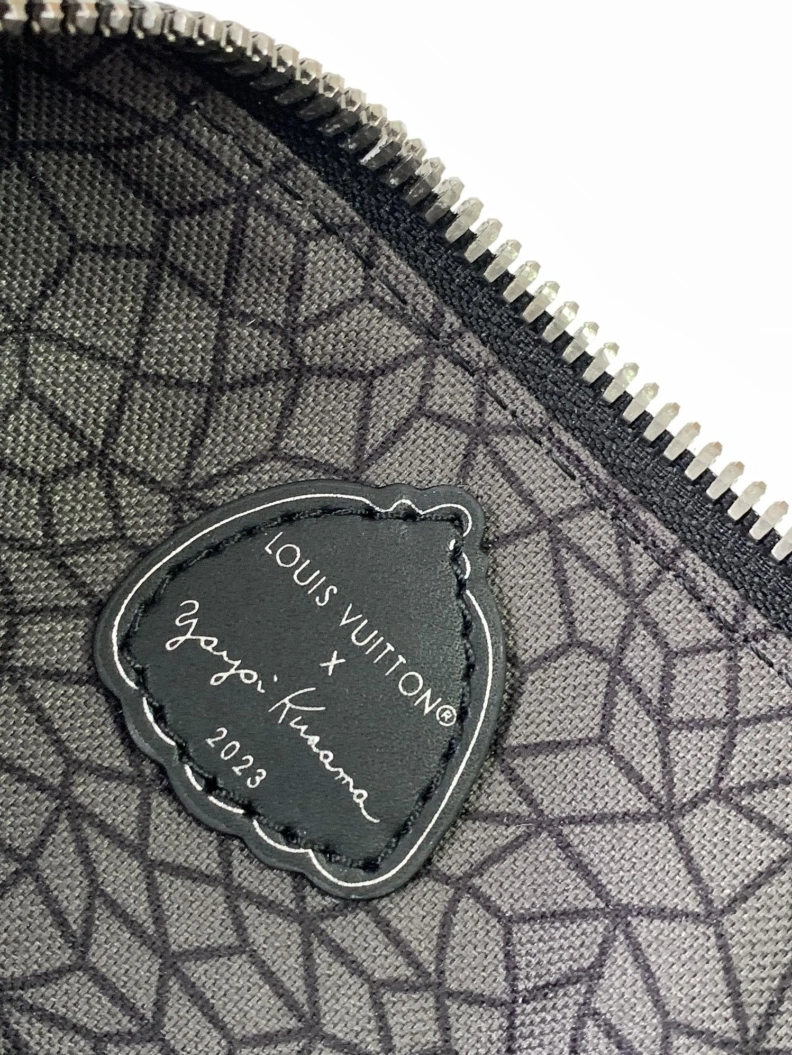 LOUIS VUITTON®
X
Yayoi Kusama
2023